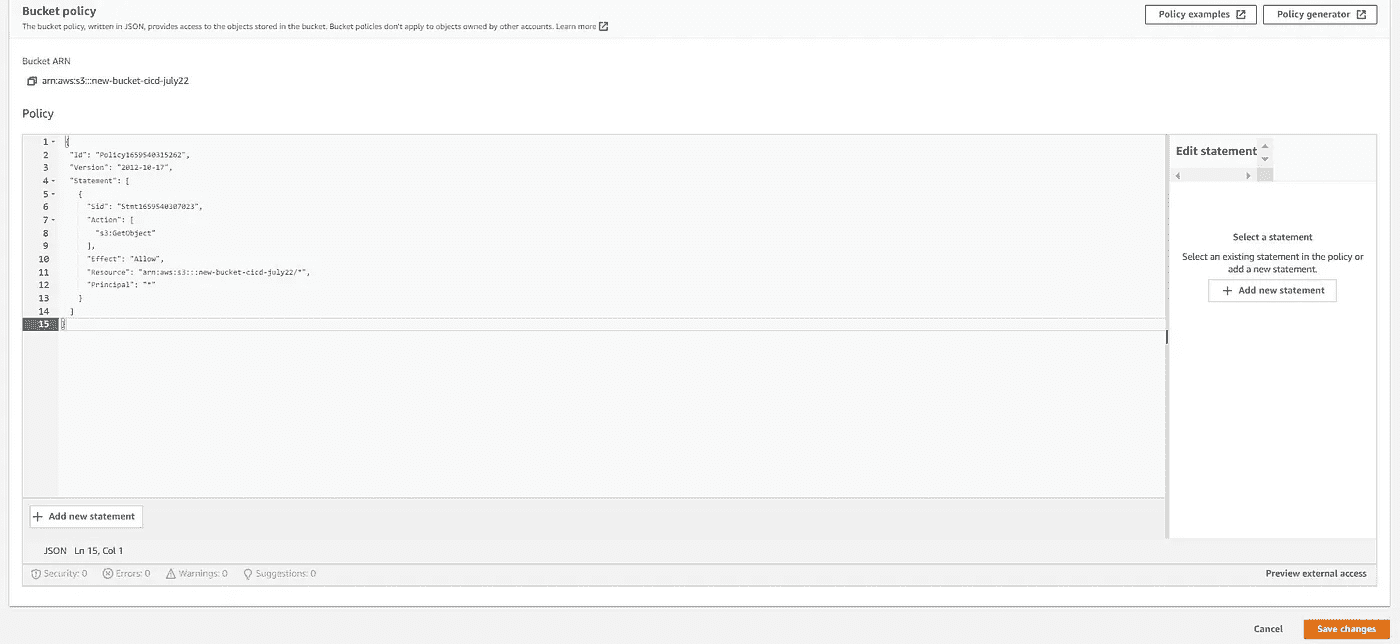 Bucket policy
Policy examples
Policy generator
The bucket policy, written in JSON, provides access to the objects stored in the bucket. Bucket policies don't apply to objects owned by other accounts. Learn more
Bucket ARN
arn:aws:s3:::new-bucket-cicd-july22
Policy
1 {
2 "Id": "Policy1659540315262",
3 "Version": "2012-10-17",
4 "Statement": [
5 {
6 "Sid": "Stmt1659540307023",
7 "Action": [
8 "s3:GetObject"
9 ],
10 "Effect": "Allow",
11 "Resource": "arn:aws:s3:::new-bucket-cicd-july22/*",
12 "Principal": "*"
13 }
14 ]
15 }
Edit statement
Select a statement
Select an existing statement in the policy or
add a new statement.
+ Add new statement
+ Add new statement
JSON Ln 15, Col 1
Security: 0 Errors: 0 Warnings: 0 Suggestions: 0
Preview external access
Cancel
Save changes